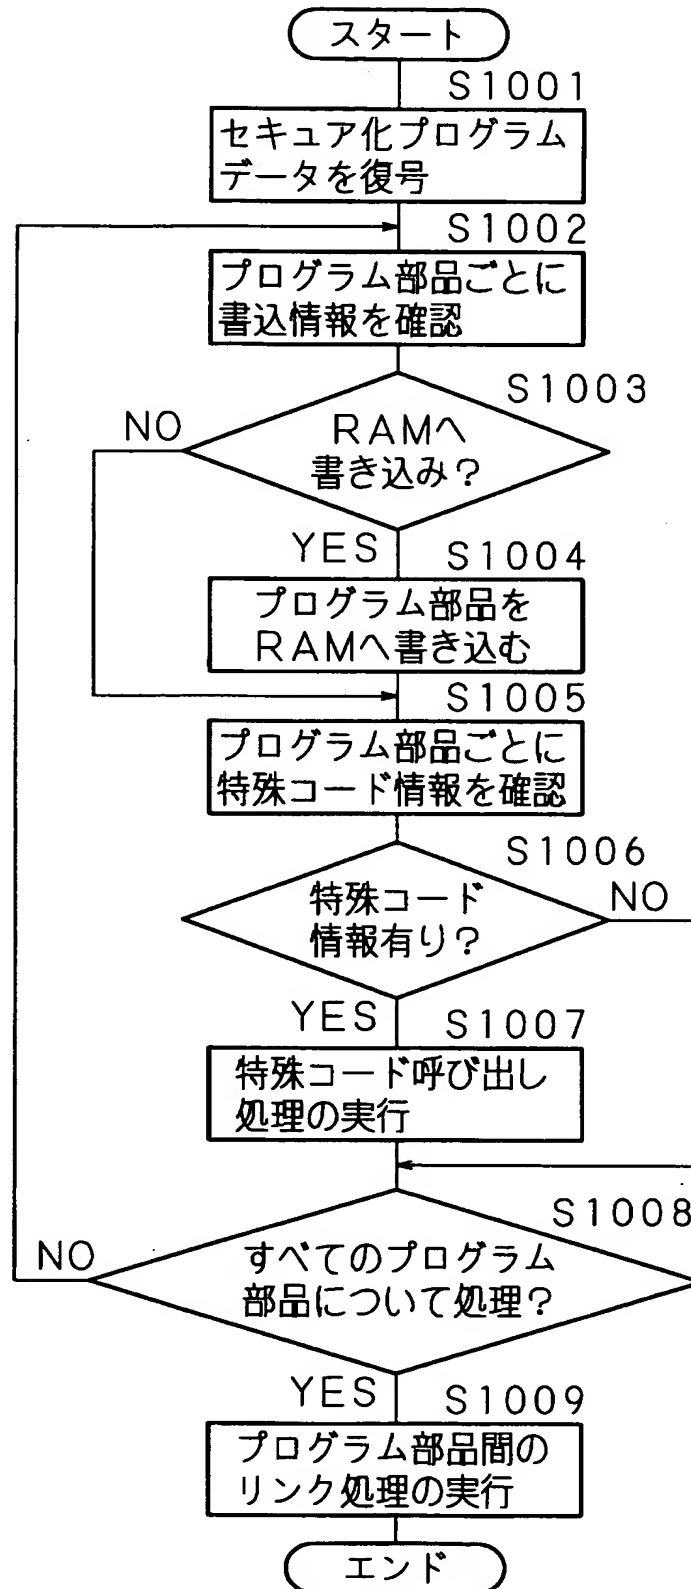 スタート
S1001
セキュア化プログラム
データを復号
S1002
プログラム部品ごとに
書込情報を確認
S1003
NO
RAMへ
書き込み?
YES
S1004
プログラム部品を
RAMへ書き込む
S1005
プログラム部品ごとに
特殊コード情報を確認
S1006
特殊コード
情報有り?
NO
YES
S1007
特殊コード呼び出し
処理の実行
S1008
NO
すべてのプログラム
部品について処理?
YES
S1009
プログラム部品間の
リンク処理の実行
エンド